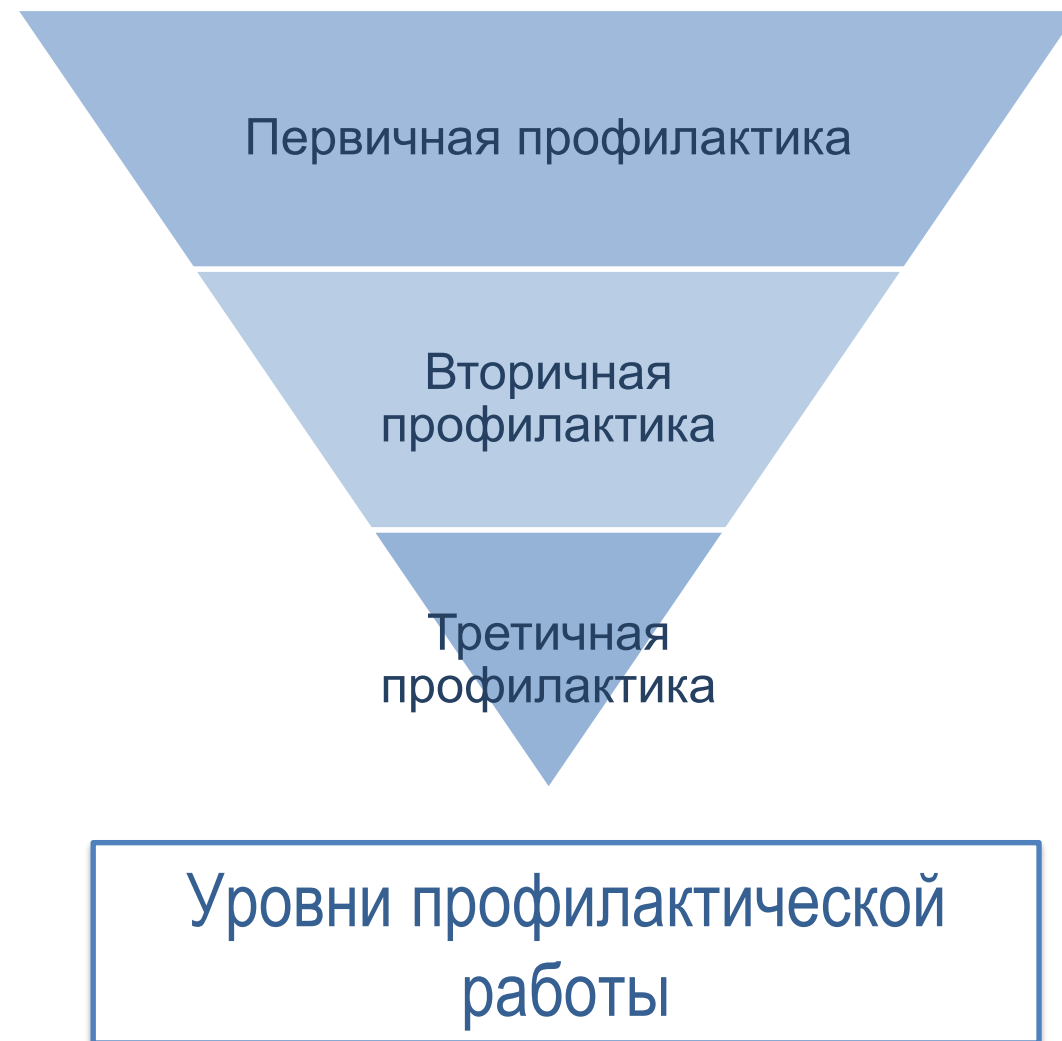 Первичная профилактика
Вторичная
профилактика
Третичная
профилактика
Уровни профилактической
работы